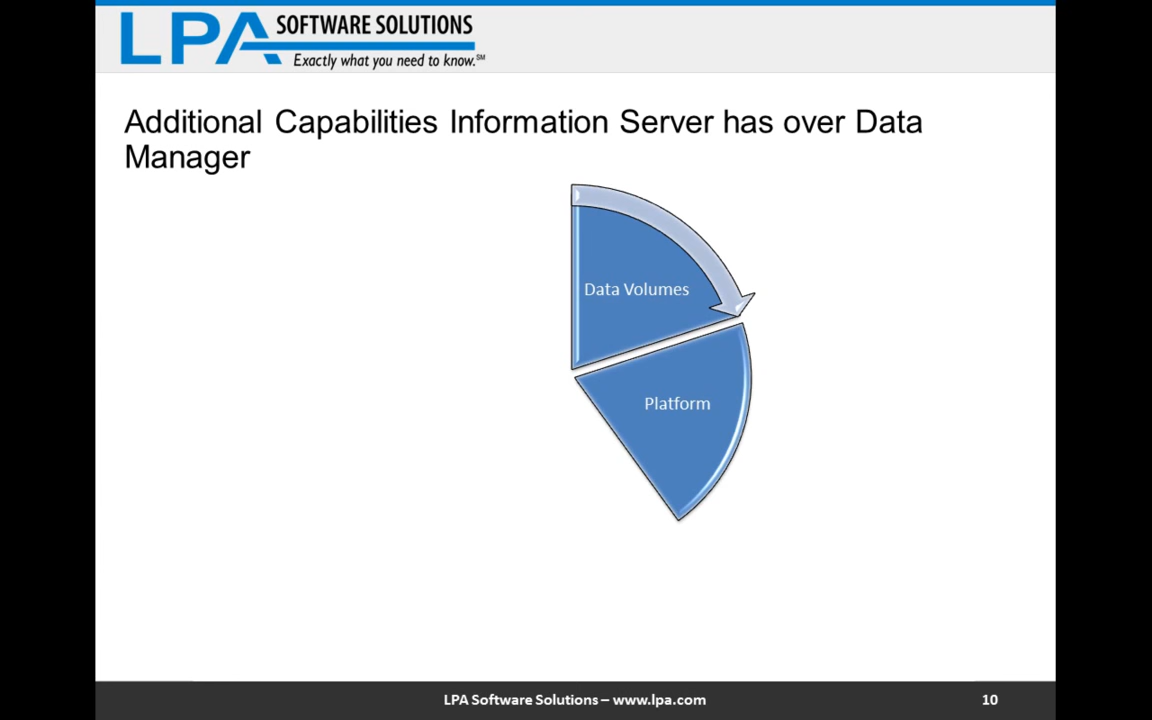 LPA SOFTWARE SOLUTIONS
Exactly what you need to know.℠
Additional Capabilities Information Server has over Data
Manager
Data Volumes
Platform
LPA Software Solutions – www.lpa.com
10